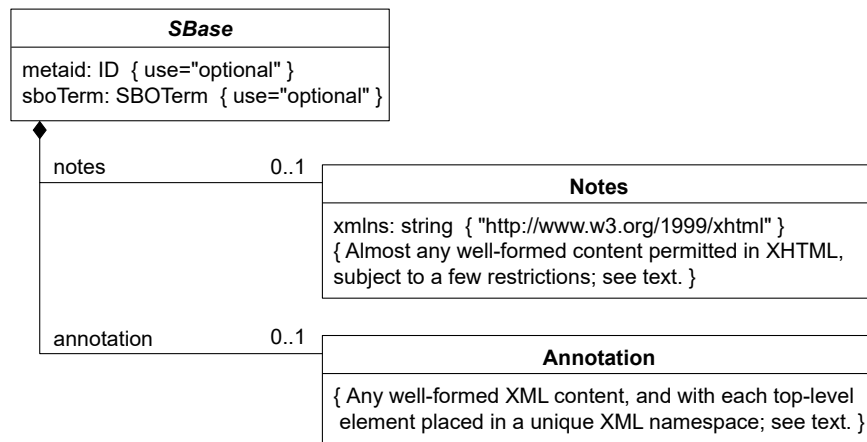 SBase
metaid: ID { use="optional" }
sboTerm: SBOTerm { use="optional" }
notes 0..1
Notes
xmlns: string { "http://www.w3.org/1999/xhtml" }
{ Almost any well-formed content permitted in XHTML,
subject to a few restrictions; see text. }
annotation 0..1
Annotation
{ Any well-formed XML content, and with each top-level
element placed in a unique XML namespace; see text. }